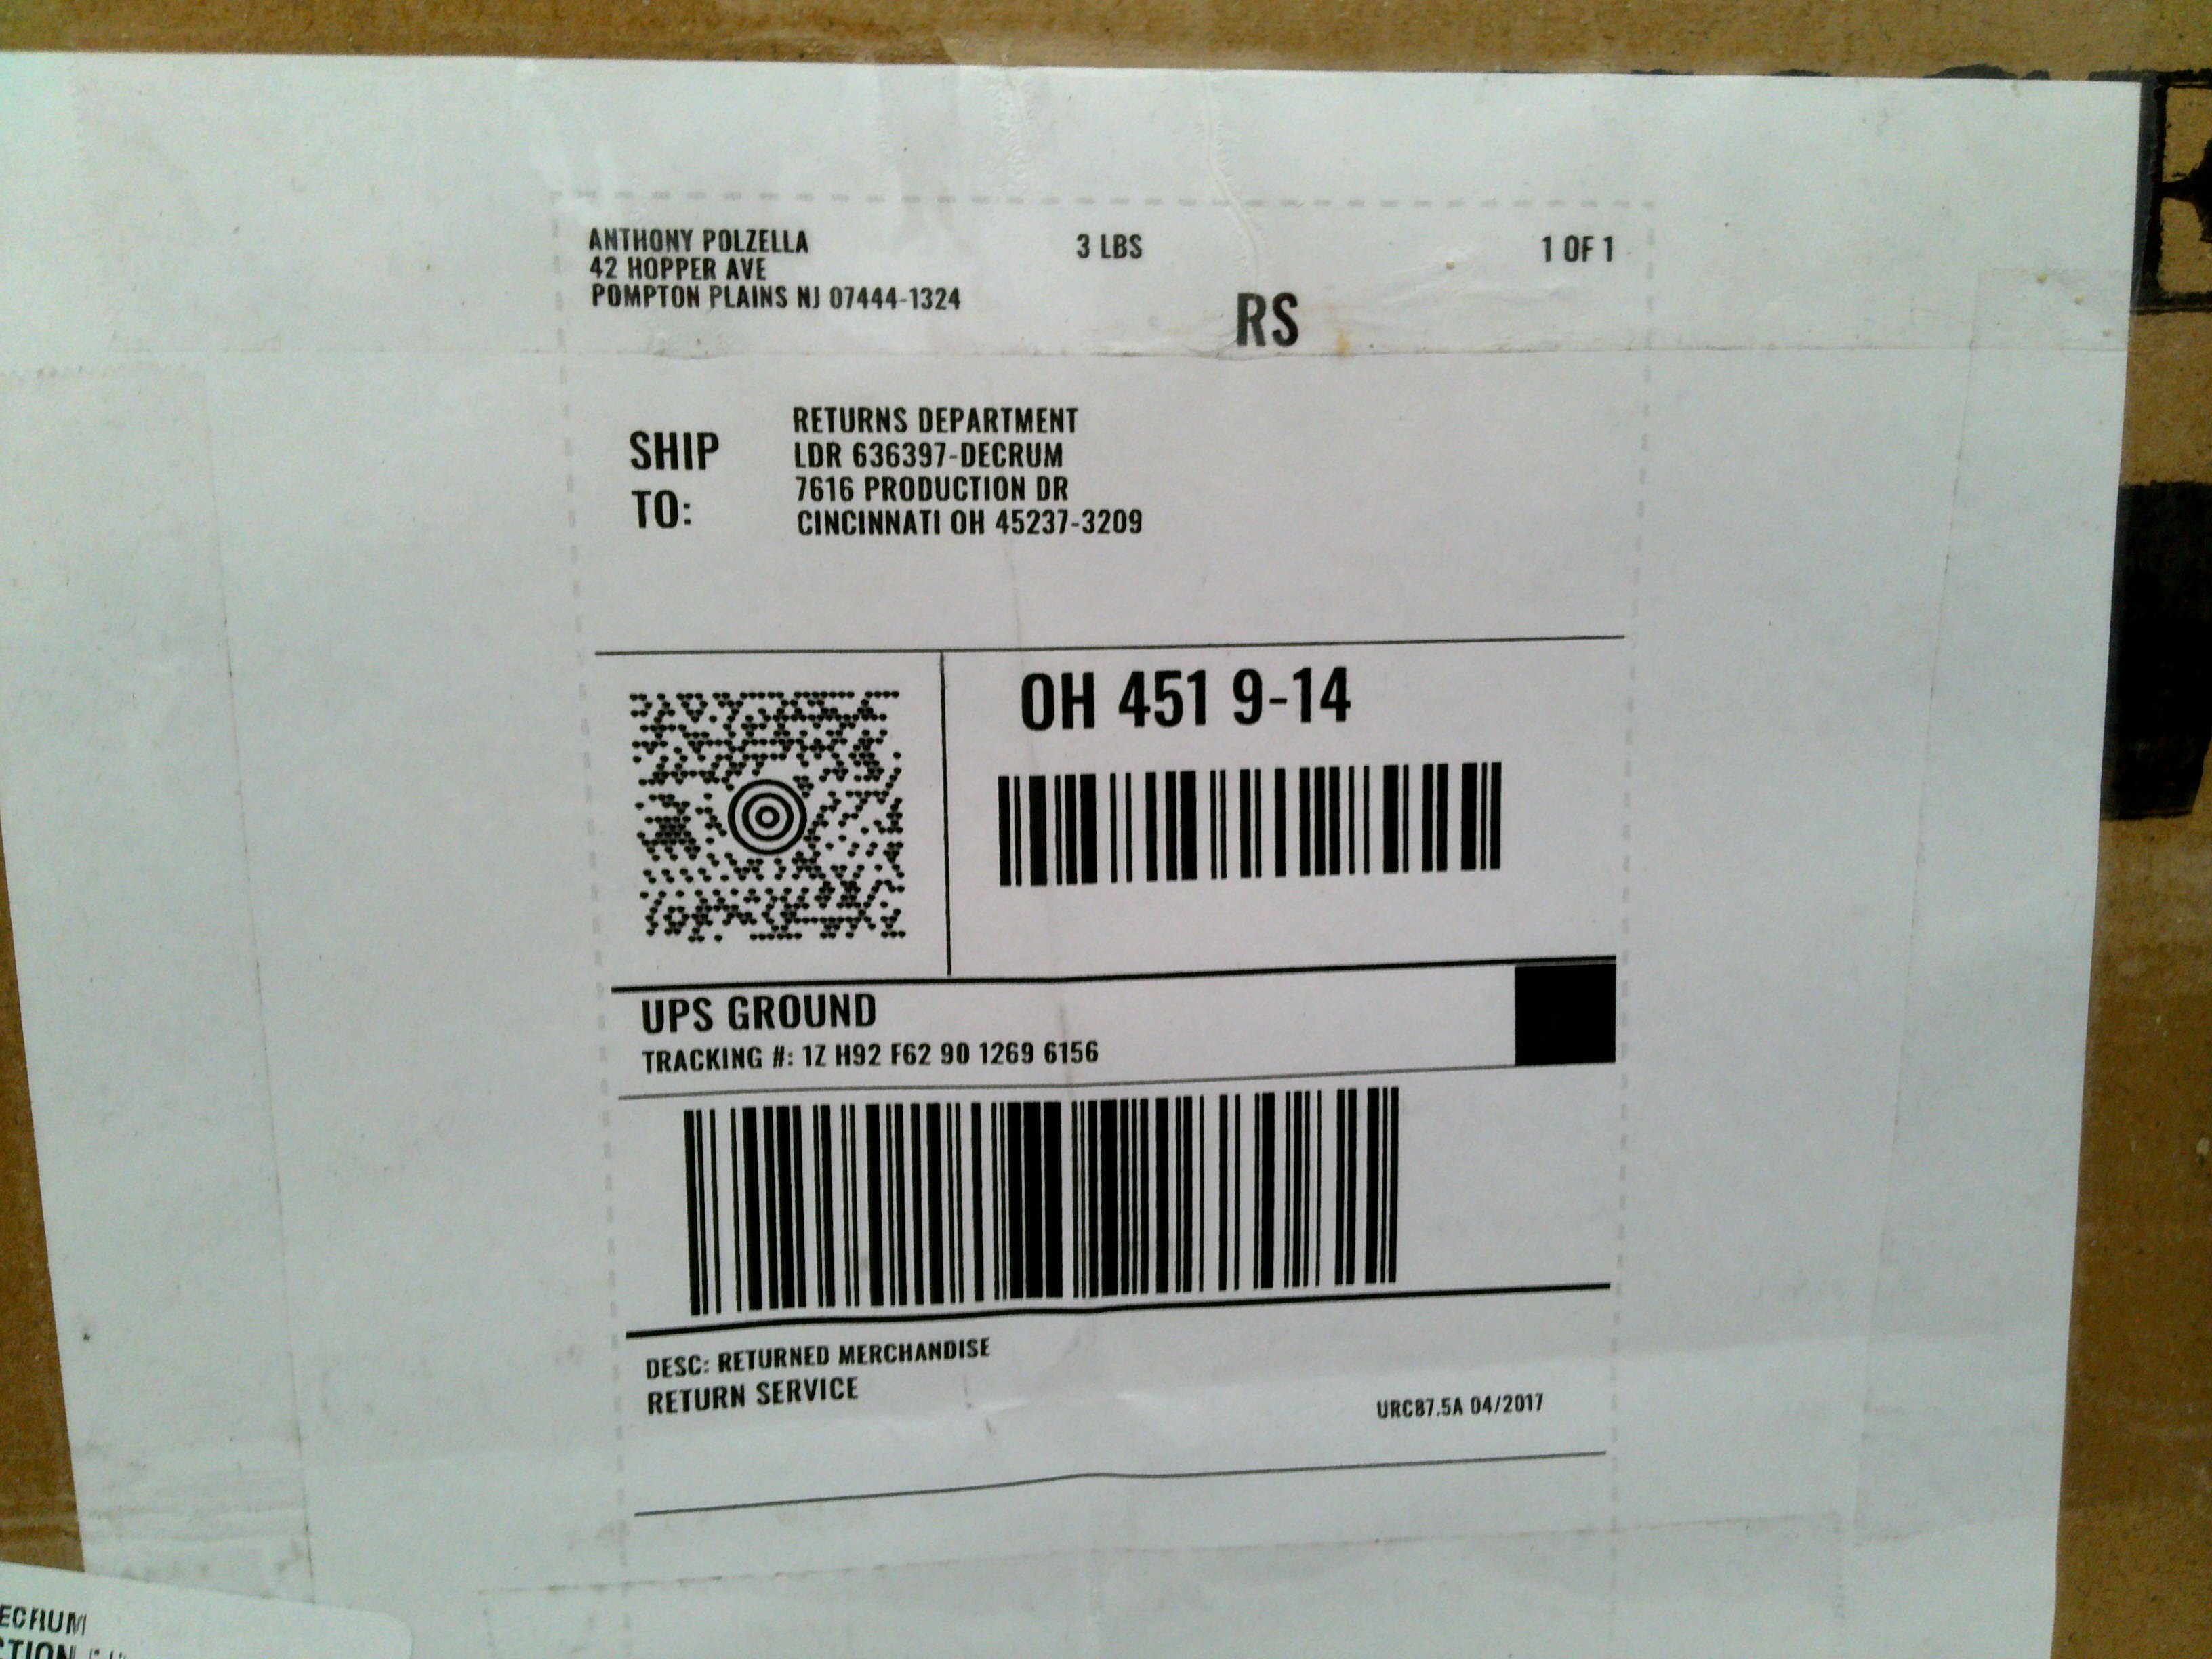 ANTHONY POLZELLA
42 HOPPER AVE
POMPTON PLAINS NJ 07444-1324
3 LBS
1 OF 1
RS
SHIP
TO:
RETURNS DEPARTMENT
LDR 636397-DECRUM
7616 PRODUCTION DR
CINCINNATI OH 45237-3209
OH 451 9-14
UPS GROUND
TRACKING #: 1Z H92 F62 90 1269 6156
DESC: RETURNED MERCHANDISE
RETURN SERVICE
URC87.5A 04/2017
ECRUM
CTION